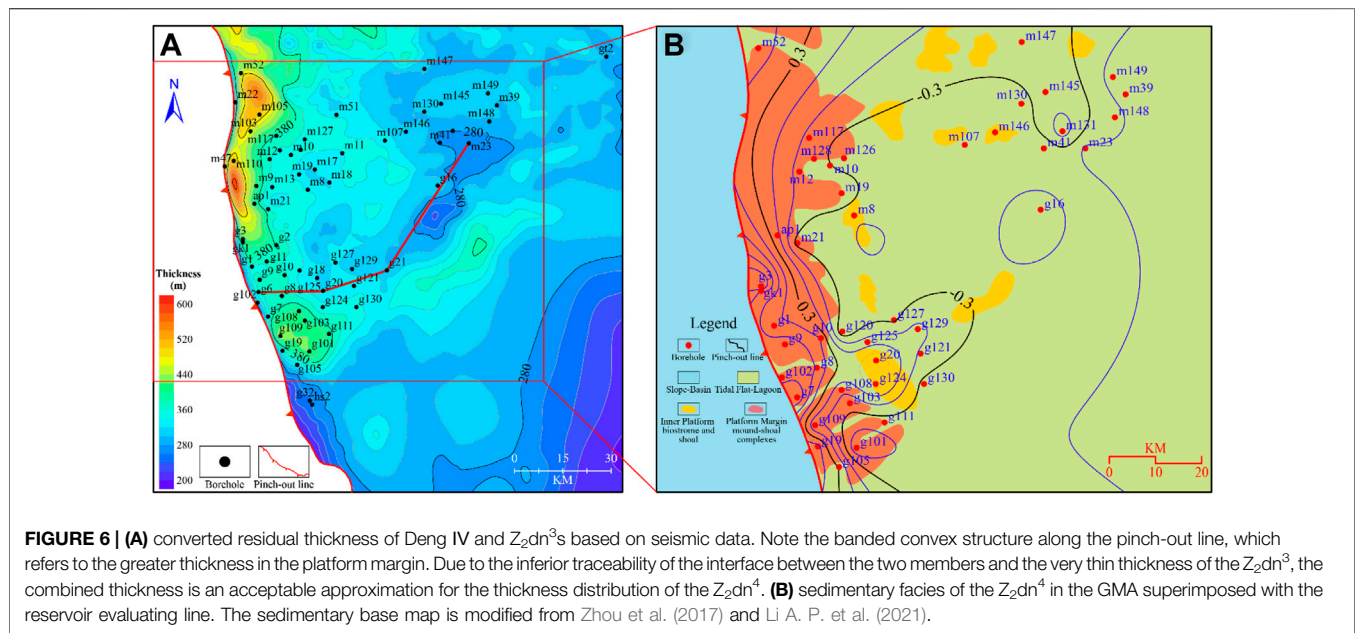 A
N
gt2
m52
m147
m22
m105
m103
m117
380
m51
m149
m145
m39
m130
m148
m127
m107
m146
m41
280
m23
m12
m10
m11
m47
m110
m19
m17
m9
m13
m8
m18
g16
ap1
m21
280
g3
gk1
g2
g1
380
g11
g9
g10
g18
g127
g129
g21
g102
g6
g8
g125
g20
g121
g7
g108
g124
g130
g109
g103
g111
g19
380
g101
g105
g32
hs2
280
Thickness
(m)
600
520
440
360
280
200
Borehole
Pinch-out line
0 15 30
KM
B
m52
m147
0.3
-0.3
m149
m145
m39
m130
m148
m117
m107
m146
m131
m128
m126
m41
m23
m10
m12
m19
m8
g16
ap1
m21
g3
gk1
0.3
-0.3
g1
g10
g120
g127
g129
g9
g125
g20
g121
g8
g102
g124
g130
g7
g108
g103
g109
g111
g19
g101
g105
Legend
Borehole
Pinch-out line
Slope-Basin
Tidal Flat-Lagoon
Inner Platform
biostrome and
shoal
Platform Margin
mound-shoal
complexes
KM
0 10 20
FIGURE 6 | (A) converted residual thickness of Deng IV and Z₂dn³s based on seismic data. Note the banded convex structure along the pinch-out line, which
refers to the greater thickness in the platform margin. Due to the inferior traceability of the interface between the two members and the very thin thickness of the Z₂dn³, the
combined thickness is an acceptable approximation for the thickness distribution of the Z₂dn⁴. (B) sedimentary facies of the Z₂dn⁴ in the GMA superimposed with the
reservoir evaluating line. The sedimentary base map is modified from Zhou et al. (2017) and Li A. P. et al. (2021).